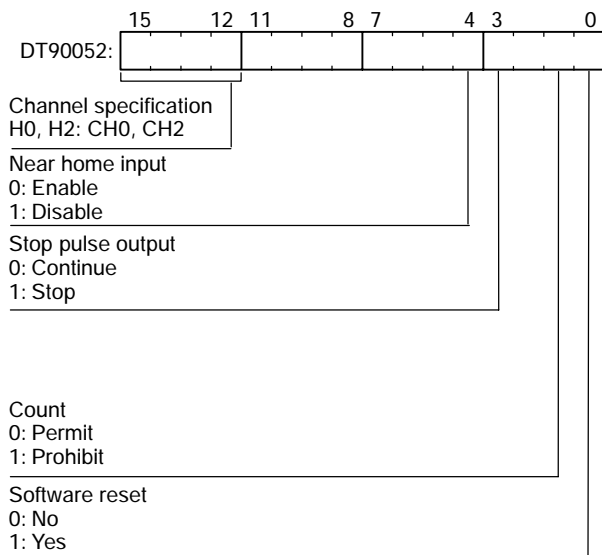 15 12 11 8 7 4 3 0
DT90052:
Channel specification
H0, H2: CH0, CH2
Near home input
0: Enable
1: Disable
Stop pulse output
0: Continue
1: Stop
Count
0: Permit
1: Prohibit
Software reset
0: No
1: Yes